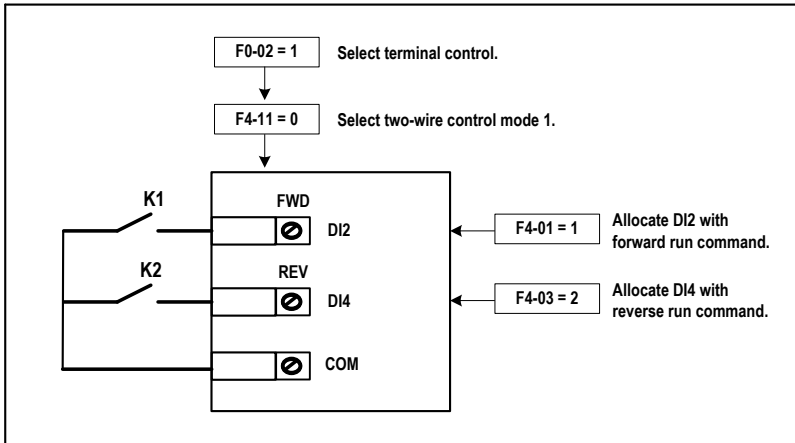 F0-02 = 1
Select terminal control.
F4-11 = 0
Select two-wire control mode 1.
K1
FWD
DI2
F4-01 = 1
Allocate DI2 with
forward run command.
K2
REV
DI4
F4-03 = 2
Allocate DI4 with
reverse run command.
COM